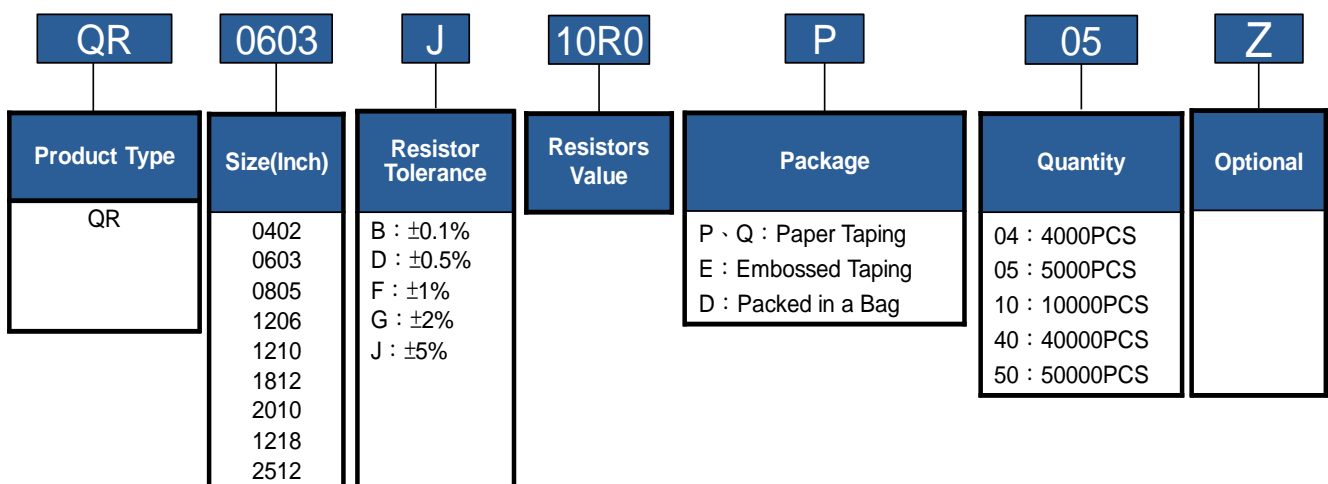 QR 0603 J 10R0 P 05 Z
Product Type
QR
Size(Inch)
0402
0603
0805
1206
1210
1812
2010
1218
2512
Resistor
Tolerance
B：±0.1%
D：±0.5%
F：±1%
G：±2%
J：±5%
Resistors
Value
Package
P、Q：Paper Taping
E：Embossed Taping
D：Packed in a Bag
Quantity
04：4000PCS
05：5000PCS
10：10000PCS
40：40000PCS
50：50000PCS
Optional